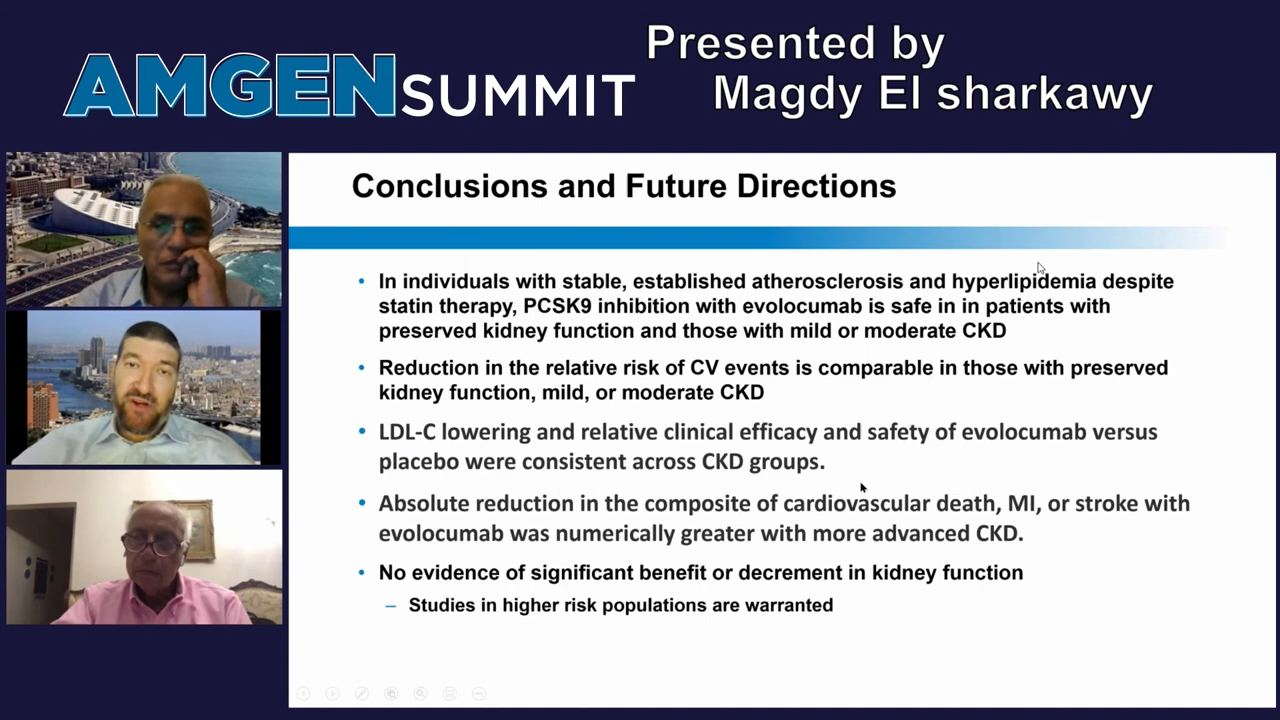 AMGEN SUMMIT
Presented by
Magdy El sharkawy
Conclusions and Future Directions
• In individuals with stable, established atherosclerosis and hyperlipidemia despite
statin therapy, PCSK9 inhibition with evolocumab is safe in in patients with
preserved kidney function and those with mild or moderate CKD
• Reduction in the relative risk of CV events is comparable in those with preserved
kidney function, mild, or moderate CKD
• LDL-C lowering and relative clinical efficacy and safety of evolocumab versus
placebo were consistent across CKD groups.
• Absolute reduction in the composite of cardiovascular death, MI, or stroke with
evolocumab was numerically greater with more advanced CKD.
• No evidence of significant benefit or decrement in kidney function
– Studies in higher risk populations are warranted